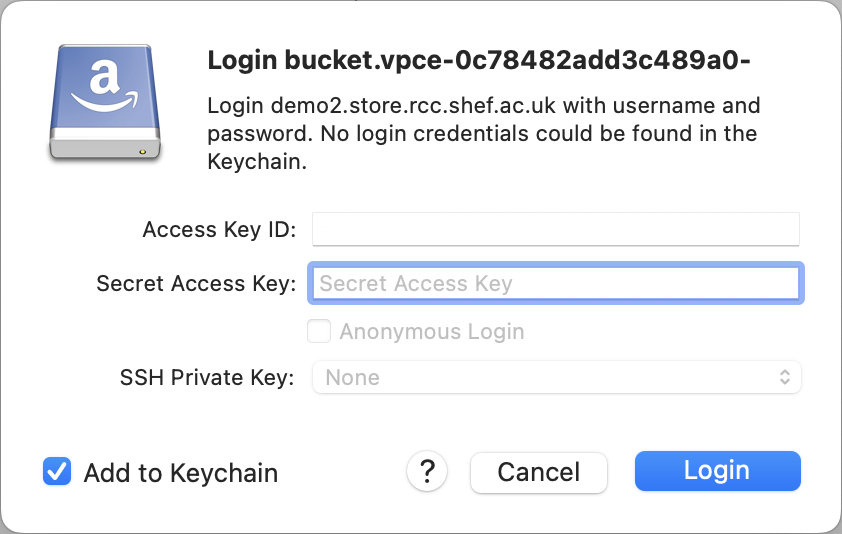 Login bucket.vpce-0c78482add3c489a0-
Login demo2.store.rcc.shef.ac.uk with username and
password. No login credentials could be found in the
Keychain.
Access Key ID:
Secret Access Key: Secret Access Key
Anonymous Login
SSH Private Key: None
Add to Keychain ? Cancel Login